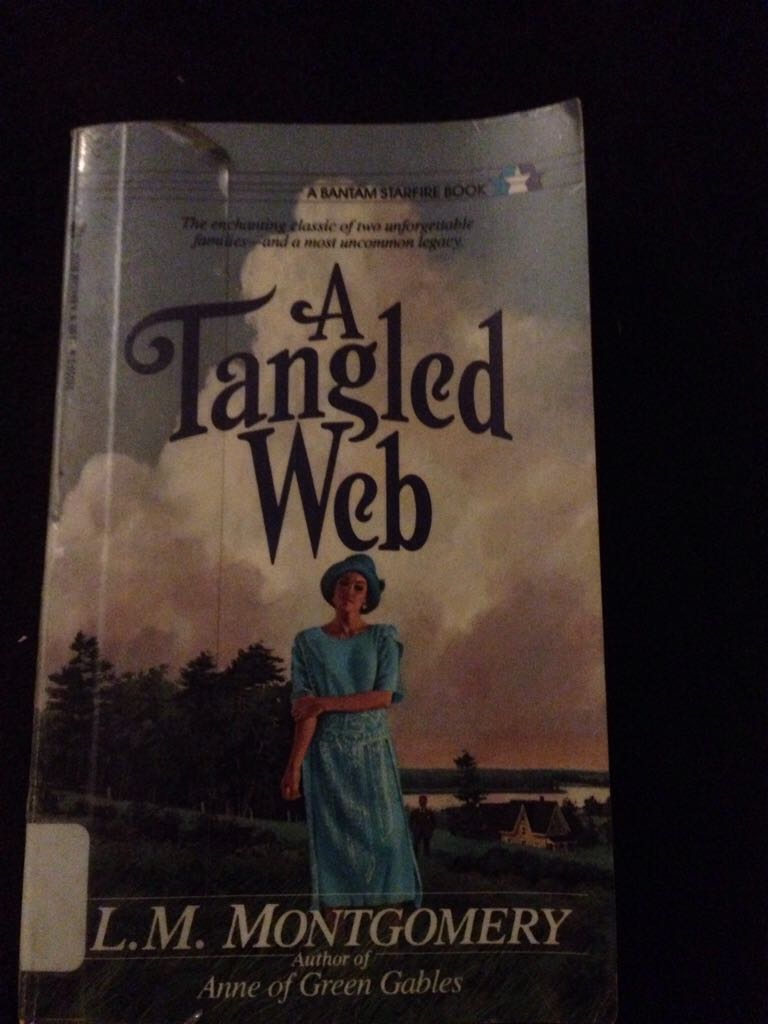 A BANTAM STARFIRE BOOK
The enchanting classic of two unforgettable
families—and a most uncommon legacy.
A
Tangled
Web
L.M. MONTGOMERY
Author of
Anne of Green Gables